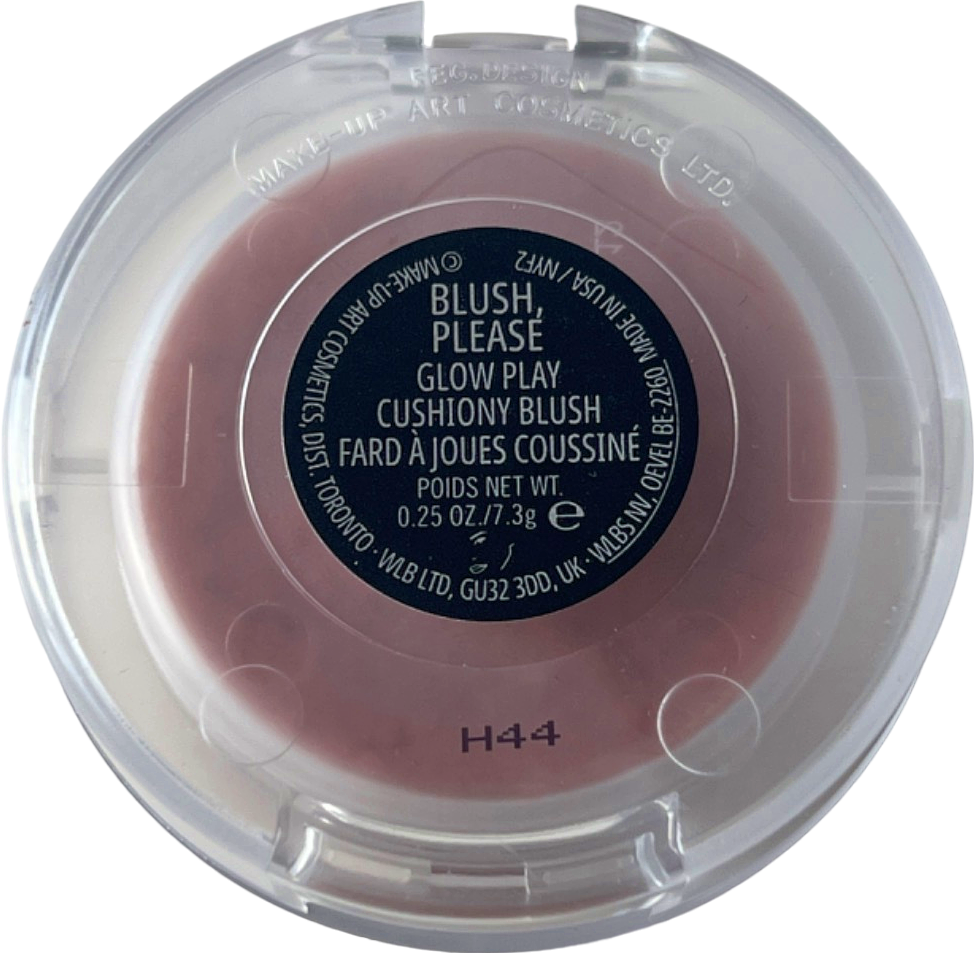 REG.DESIGN
MAKE-UP ART COSMETICS LTD.
BLUSH,
PLEASE
GLOW PLAY
CUSHIONY BLUSH
FARD À JOUES COUSSINÉ
POIDS NET WT.
0.25 OZ./7.3g ℮
© MAKE-UP ART COSMETICS, DIST. TORONTO · WLB LTD, GU32 3DD, UK · WLBS NV, OEVEL BE-2260 MADE IN USA / NYF2
H44